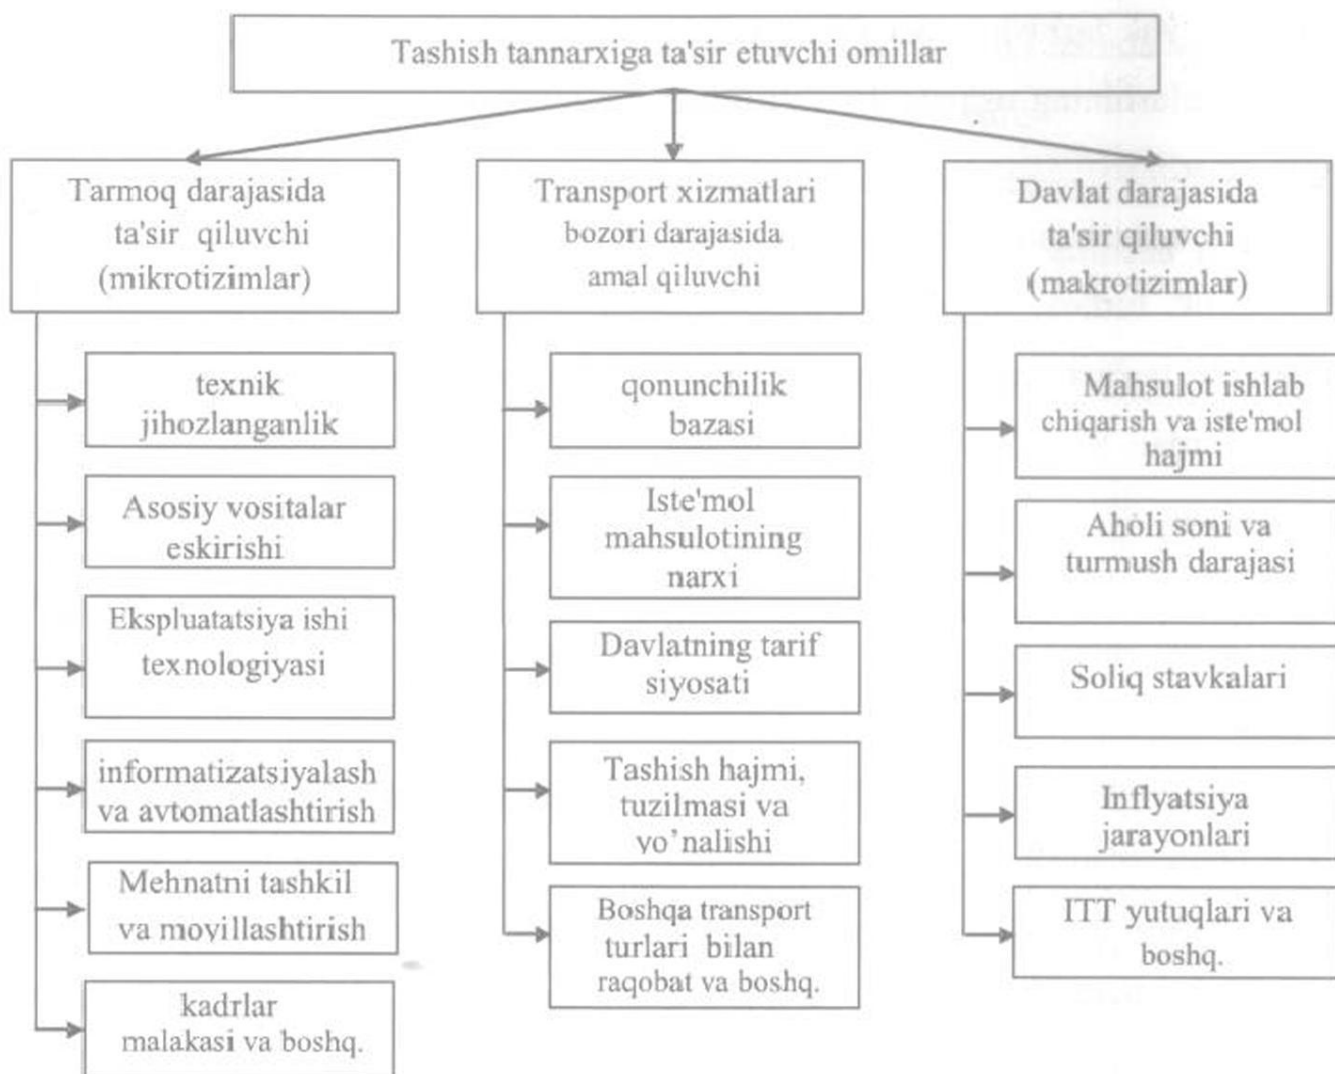 Tashish tannarxiga ta'sir etuvchi omillar
Tarmoq darajasida
ta'sir qiluvchi
(mikrotizimlar)
texnik
jihozlanganlik
Asosiy vositalar
eskirishi
Ekspluatatsiya ishi
texnologiyasi
informatizatsiyalash
va avtomatlashtirish
Mehnatni tashkil
va moyillashtirish
kadrlar
malakasi va boshq.
Transport xizmatlari
bozori darajasida
amal qiluvchi
qonunchilik
bazasi
Iste'mol
mahsulotining
narxi
Davlatning tarif
siyosati
Tashish hajmi,
tuzilmasi va
yo’nalishi
Boshqa transport
turlari bilan
raqobat va boshq.
Davlat darajasida
ta'sir qiluvchi
(makrotizimlar)
Mahsulot ishlab
chiqarish va iste'mol
hajmi
Aholi soni va
turmush darajasi
Soliq stavkalari
Inflyatsiya
jarayonlari
ITT yutuqlari va
boshq.